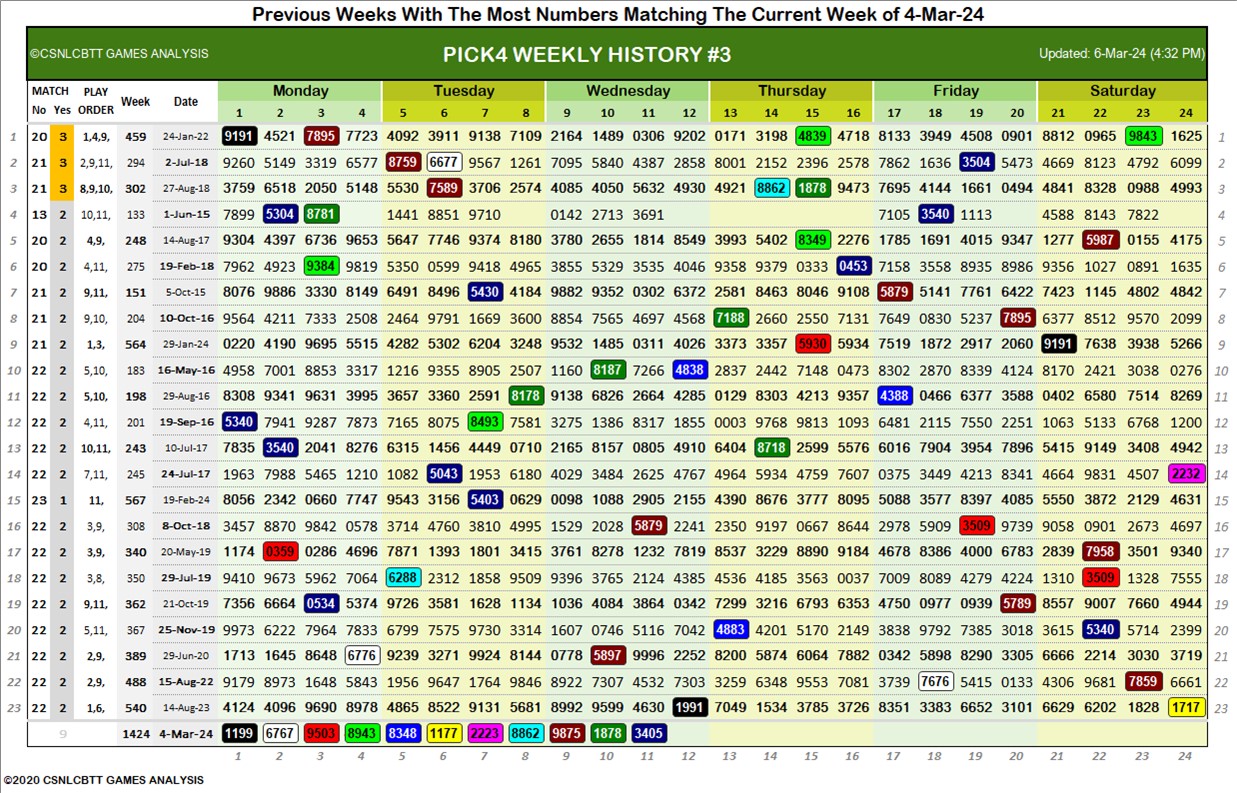 Previous Weeks With The Most Numbers Matching The Current Week of 4-Mar-24
©CSNLCBTT GAMES ANALYSIS PICK4 WEEKLY HISTORY #3 Updated: 6-Mar-24 (4:32 PM)
MATCH PLAY Week Date Monday Tuesday Wednesday Thursday Friday Saturday
No Yes ORDER 1 2 3 4 5 6 7 8 9 10 11 12 13 14 15 16 17 18 19 20 21 22 23 24
1 20 3 1,4,9, 459 24-Jan-22 9191 4521 7895 7723 4092 3911 9138 7109 2164 1489 0306 9202 0171 3198 4839 4718 8133 3949 4508 0901 8812 0965 9843 1625 1
2 21 3 2,9,11, 294 2-Jul-18 9260 5149 3319 6577 8759 6677 9567 1261 7095 5840 4387 2858 8001 2152 2396 2578 7862 1636 3504 5473 4669 8123 4792 6099 2
3 21 3 8,9,10, 302 27-Aug-18 3759 6518 2050 5148 5530 7589 3706 2574 4085 4050 5632 4930 4921 8862 1878 9473 7695 4144 1661 0494 4841 8328 0988 4993 3
4 13 2 10,11, 133 1-Jun-15 7899 5304 8781 1441 8851 9710 0142 2713 3691 7105 3540 1113 4588 8143 7822 4
5 20 2 4,9, 248 14-Aug-17 9304 4397 6736 9653 5647 7746 9374 8180 3780 2655 1814 8549 3993 5402 8349 2276 1785 1691 4015 9347 1277 5987 0155 4175 5
6 20 2 4,11, 275 19-Feb-18 7962 4923 9384 9819 5350 0599 9418 4965 3855 5329 3535 4046 9358 9379 0333 0453 7158 3558 8935 8986 9356 1027 0891 1635 6
7 21 2 9,11, 151 5-Oct-15 8076 9886 3330 8149 6491 8496 5430 4184 9882 9352 0302 6372 2581 8463 8046 9108 5879 5141 7761 6422 7423 1145 4802 4842 7
8 21 2 9,10, 204 10-Oct-16 9564 4211 7333 2508 2464 9791 1669 3600 8854 7565 4697 4568 7188 2660 2550 7131 7649 0830 5237 7895 6377 8512 9570 2099 8
9 21 2 1,3, 564 29-Jan-24 0220 4190 9695 5515 4282 5302 6204 3248 9532 1485 0311 4026 3373 3357 5930 5934 7519 1872 2917 2060 9191 7638 3938 5266 9
10 22 2 5,10, 183 16-May-16 4958 7001 8853 3317 1216 9355 8905 2507 1160 8187 7266 4838 2837 2442 7148 0473 8302 2870 8339 4124 8170 2421 3038 0276 10
11 22 2 5,10, 198 29-Aug-16 8308 9341 9631 3995 3657 3360 2591 8178 9138 6826 2664 4285 0129 8303 4213 9357 4388 0466 6377 3588 0402 6580 7514 8269 11
12 22 2 4,11, 201 19-Sep-16 5340 7941 9287 7873 6165 8075 8493 7581 3275 1386 8317 1855 0003 9768 9813 1093 6481 2115 7550 2251 1063 5133 6768 1200 12
13 22 2 10,11, 243 10-Jul-17 7835 3540 2041 8276 6315 1456 4449 0710 2165 8157 0805 4910 6404 8718 2599 5576 6016 7904 3954 7896 5415 9149 3408 4942 13
14 22 2 7,11, 245 24-Jul-17 1963 7988 5465 1210 1082 5043 1953 6180 4029 3484 2625 4767 4964 5934 4759 7607 0375 3449 4213 8341 4664 9831 4507 2232 14
15 23 1 11, 567 19-Feb-24 8056 2342 0660 7747 9543 3156 5403 0629 0098 1088 2905 2155 4390 8676 3777 8095 5088 5377 8397 4085 5550 3872 2129 4631 15
16 22 2 3,9, 308 8-Oct-18 3457 8870 9842 0578 3714 4760 3810 4995 1529 2028 5879 2241 2350 9197 0667 8644 2978 5909 3509 9739 9058 0901 2673 4697 16
17 22 2 3,9, 340 20-May-19 1174 0359 0286 4696 7871 1393 1801 3415 3761 8278 1232 7819 8537 3229 8890 9184 4678 8386 4000 6783 2839 7958 3501 9340 17
18 22 2 3,8, 350 29-Jul-19 9410 9673 5962 7064 6288 2312 1858 9509 9396 3765 2124 4385 4536 4185 3563 0037 7009 8089 4279 4224 1310 3509 1328 7555 18
19 22 2 9,11, 362 21-Oct-19 7356 6664 0534 5374 9726 3581 1628 1134 1036 4084 3864 0342 7299 3216 6793 6353 4750 0977 0939 5789 8557 9007 7660 4944 19
20 22 2 5,11, 367 25-Nov-19 9973 6222 7964 7833 6799 7575 9730 3314 1607 0746 5116 7042 4883 4201 5170 2149 3838 9792 7385 3018 3615 5340 5714 2399 20
21 22 2 2,9, 389 29-Jun-20 1713 1645 8648 6776 3239 3271 9924 8144 0778 5897 9996 2252 8200 5874 6064 7882 0342 5898 8290 3305 6666 2214 3030 3719 21
22 22 2 2,9, 488 15-Aug-22 9179 8973 1648 5843 1956 9647 1764 9846 8922 7307 4532 7303 3259 6348 9553 7081 3739 7676 5415 0133 4306 9681 7859 6661 22
23 22 2 1,6, 540 14-Aug-23 4124 4096 9690 8978 4865 8522 9131 5681 8992 9599 4630 1991 7049 1534 3785 3726 8351 3383 6652 3101 6629 6202 1828 1717 23
9 1424 4-Mar-24 1199 6767 9503 8943 8348 1177 2223 8862 9875 1878 3405
1 2 3 4 5 6 7 8 9 10 11 12 13 14 15 16 17 18 19 20 21 22 23 24
©2020 CSNLCBTT GAMES ANALYSIS